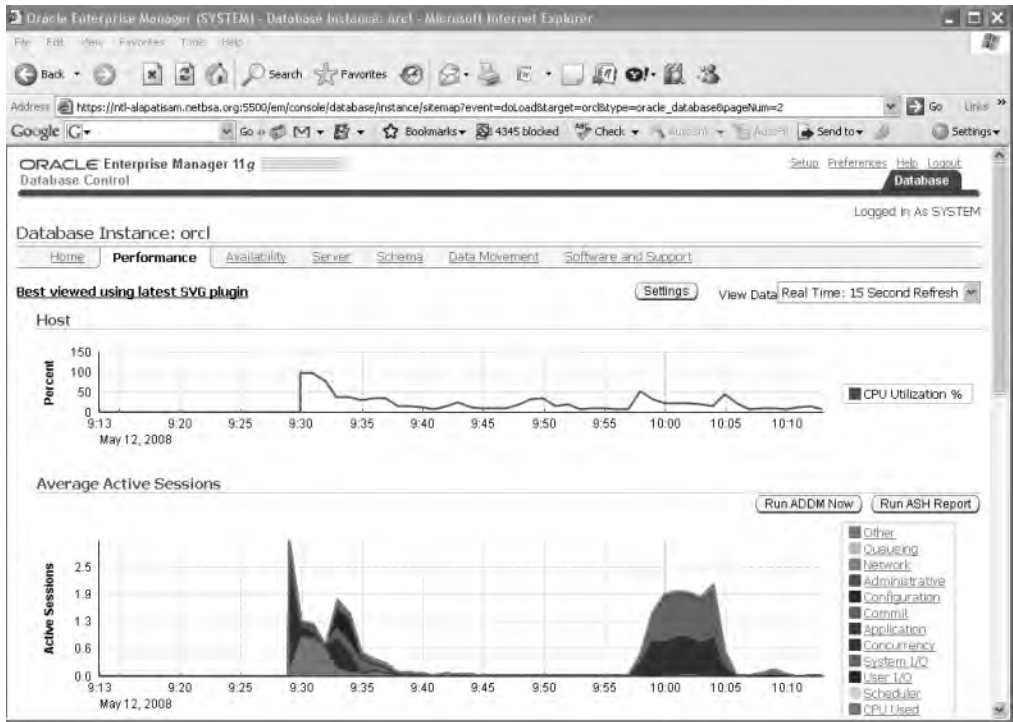 Oracle Enterprise Manager (SYSTEM) - Database Instance: orcl - Microsoft Internet Explorer
File Edit View Favorites Tools Help
Back Search Favorites
Address https://ntl-alapatisam.netbsa.org:5500/em/console/database/instance/sitemap?event=doLoad&target=orcl&type=oracle_database&pageNum=2 Go Links »
Google G Go Bookmarks 4345 blocked Check AutoLink AutoFill Send to Settings
ORACLE Enterprise Manager 11g
Database Control
Setup Preferences Help Logout
Database
Logged in As SYSTEM
Database Instance: orcl
Home Performance Availability Server Schema Data Movement Software and Support
Best viewed using latest SVG plugin
Settings View Data Real Time: 15 Second Refresh
Host
Percent
150
100
50
0
9:13 9:20 9:25 9:30 9:35 9:40 9:45 9:50 9:55 10:00 10:05 10:10
May 12, 2008
CPU Utilization %
Average Active Sessions
Run ADDM Now Run ASH Report
Active Sessions
2.5
1.9
1.3
0.6
0.0
9:13 9:20 9:25 9:30 9:35 9:40 9:45 9:50 9:55 10:00 10:05 10:10
May 12, 2008
Other
Queueing
Network
Administrative
Configuration
Commit
Application
Concurrency
System I/O
User I/O
Scheduler
CPU Used